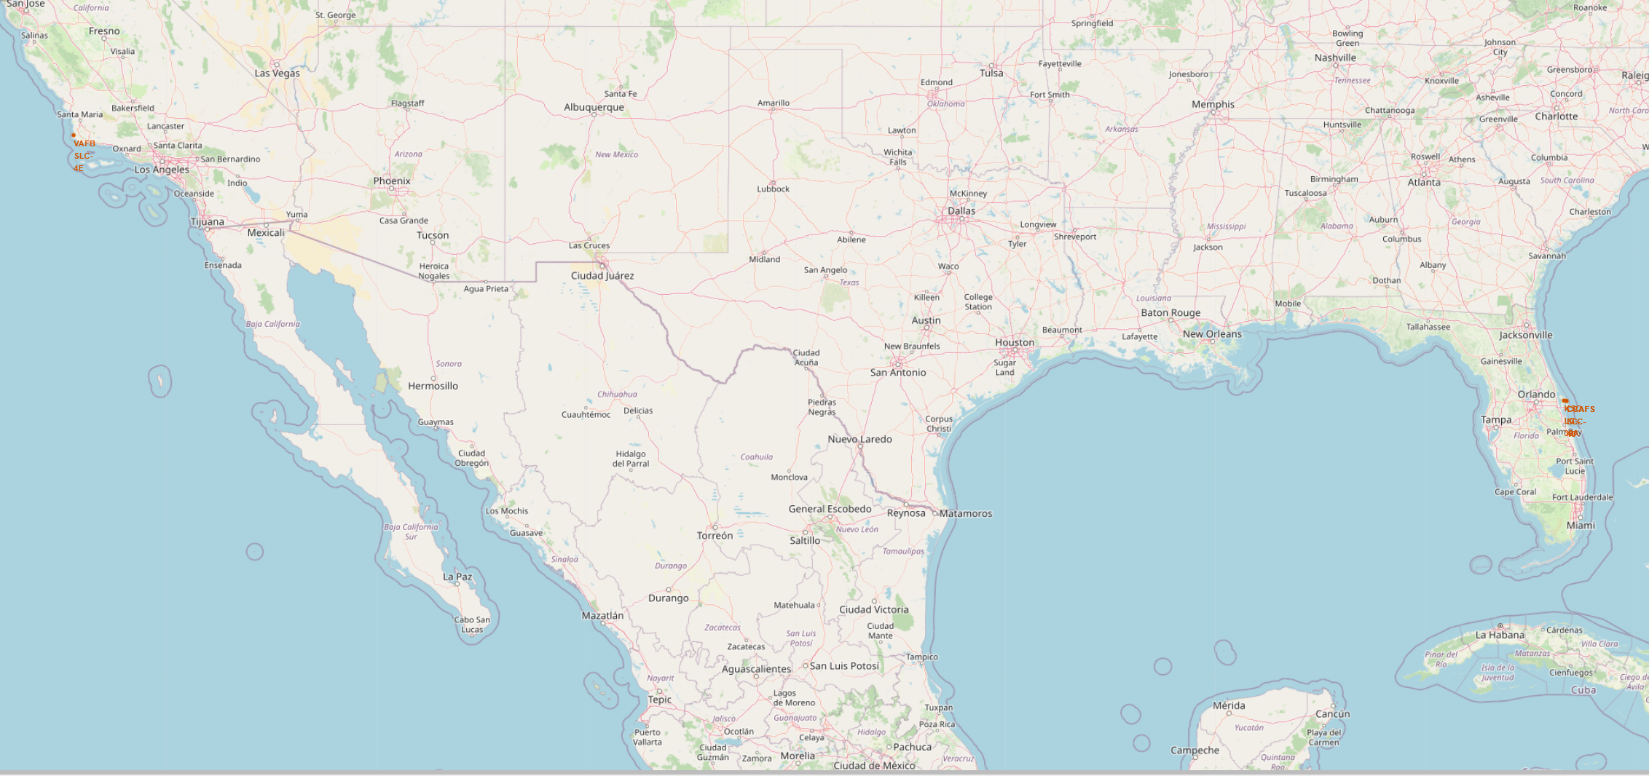 San Jose
California
St. George
Springfield
Roanoke
Salinas
Fresno
Visalia
Las Vegas
Bowling
Green
Nashville
Johnson
City
Tulsa
Fayetteville
Jonesboro
Tennessee
Knoxville
Greensboro
Raleig
Santa Maria
Bakersfield
Flagstaff
Albuquerque
Santa Fe
Amarillo
Edmond
Oklahoma
Fort Smith
Memphis
Chattanooga
Asheville
Concord
Charlotte
North Car
Lancaster
Huntsville
Greenville
VAFB
SLC-
4E
Oxnard
Santa Clarita
San Bernardino
Los Angeles
Arizona
New Mexico
Lawton
Wichita
Falls
Arkansas
Roswell
Athens
Columbia
W
Indio
Phoenix
Lubbock
McKinney
Birmingham
Tuscaloosa
Atlanta
Augusta
South Carolina
Oceanside
Tijuana
Mexicali
Yuma
Casa Grande
Tucson
Dallas
Longview
Tyler
Shreveport
Mississippi
Jackson
Alabama
Auburn
Columbus
Georgia
Charleston
Ensenada
Heroica
Nogales
Agua Prieta
Las Cruces
Ciudad Juárez
Midland
Abilene
San Angelo
Texas
Waco
Albany
Dothan
Savannah
Killeen
College
Station
Austin
Louisiana
Baton Rouge
Mobile
Baja California
Beaumont
Lafayette
New Orleans
Tallahassee
Jacksonville
Sonora
Hermosillo
Chihuahua
Ciudad
Acuña
New Braunfels
San Antonio
Houston
Sugar
Land
Gainesville
Guaymas
Cuauhtémoc
Delicias
Piedras
Negras
Corpus
Christi
Orlando
CCAFS
SLC-
Tampa
Florida
Palm Bay
Ciudad
Obregón
Hidalgo
del Parral
Coahuila
Monclova
Nuevo Laredo
Port Saint
Lucie
Cape Coral
Fort Lauderdale
Miami
Los Mochis
Guasave
Baja California
Sur
Sinaloa
Torreón
General Escobedo
Saltillo
Nuevo León
Reynosa
Matamoros
Tamaulipas
La Paz
Durango
Durango
Cabo San
Lucas
Mazatlán
Matehuala
Ciudad Victoria
Ciudad
Mante
Zacatecas
Zacatecas
San Luis
Potosí
Aguascalientes
San Luis Potosí
Tampico
La Habana
Cárdenas
Villa Clara
Pinar del
Río
Matanzas
Isla de la
Juventud
Cienfuegos
Ciego de
Ávila
Cuba
Nayarit
Tepic
Lagos
de Moreno
Jalisco
Guanajuato
Tuxpan
Poza Rica
Puerto
Vallarta
Ocotlán
Celaya
Hidalgo
Pachuca
Ciudad
Guzmán
Zamora
Morelia
Ciudad de México
Veracruz
Mérida
Yucatán
Cancún
Playa del
Carmen
Campeche
Quintana
Roo